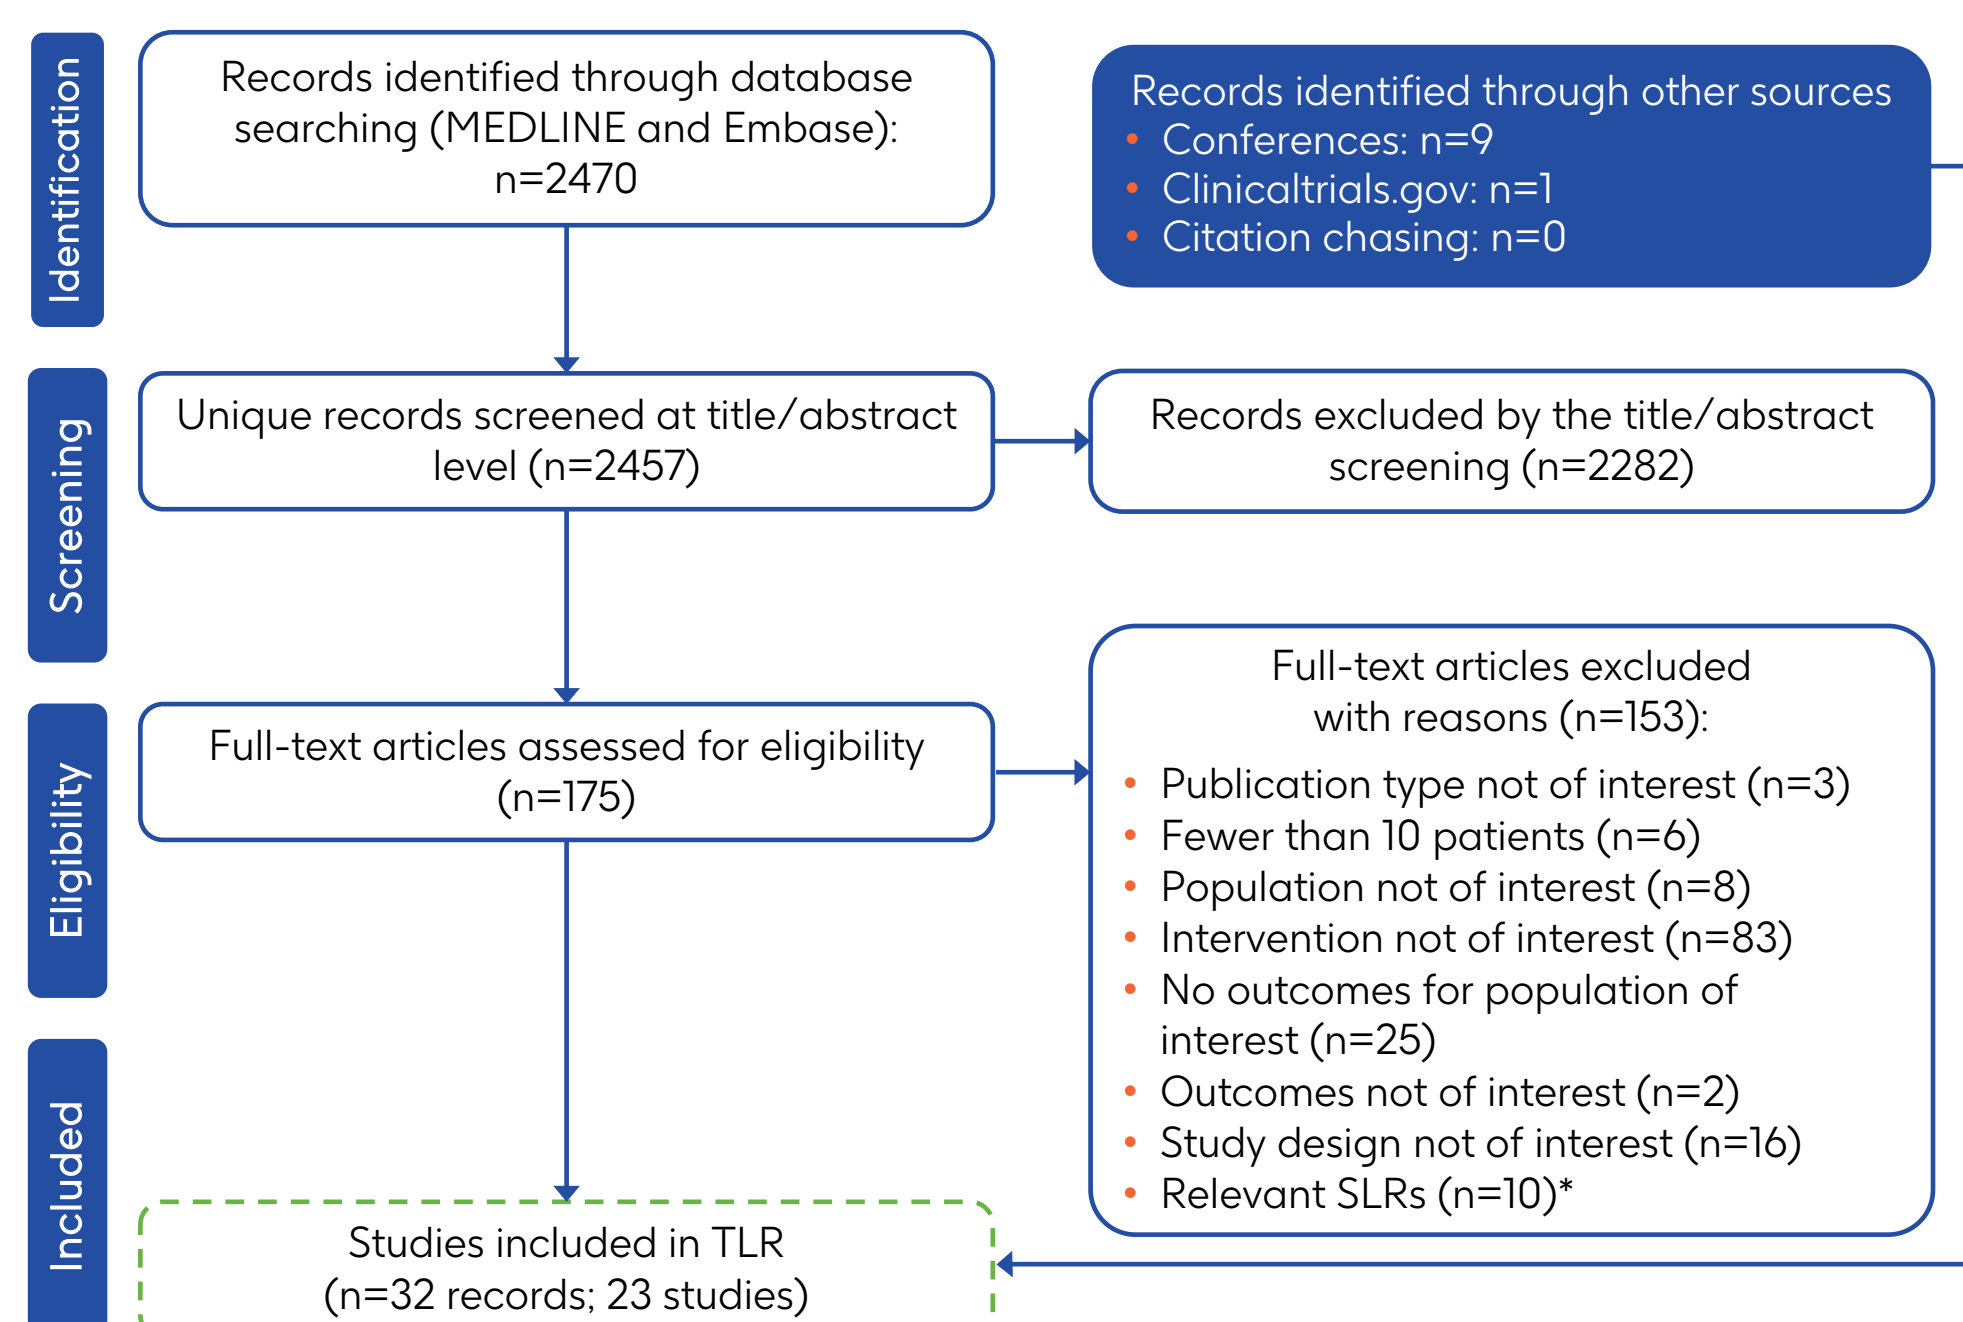 Identification
Records identified through database
searching (MEDLINE and Embase):
n=2470
Records identified through other sources
• Conferences: n=9
• Clinicaltrials.gov: n=1
• Citation chasing: n=0
Screening
Unique records screened at title/abstract
level (n=2457)
Records excluded by the title/abstract
screening (n=2282)
Eligibility
Full-text articles assessed for eligibility
(n=175)
Full-text articles excluded
with reasons (n=153):
• Publication type not of interest (n=3)
• Fewer than 10 patients (n=6)
• Population not of interest (n=8)
• Intervention not of interest (n=83)
• No outcomes for population of
interest (n=25)
• Outcomes not of interest (n=2)
• Study design not of interest (n=16)
• Relevant SLRs (n=10)*
Included
Studies included in TLR
(n=32 records; 23 studies)